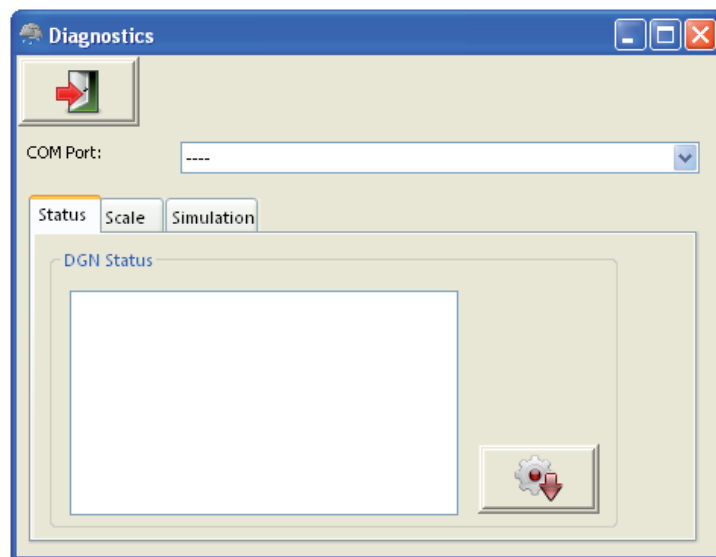 Diagnostics
COM Port:
----
Status Scale Simulation
DGN Status